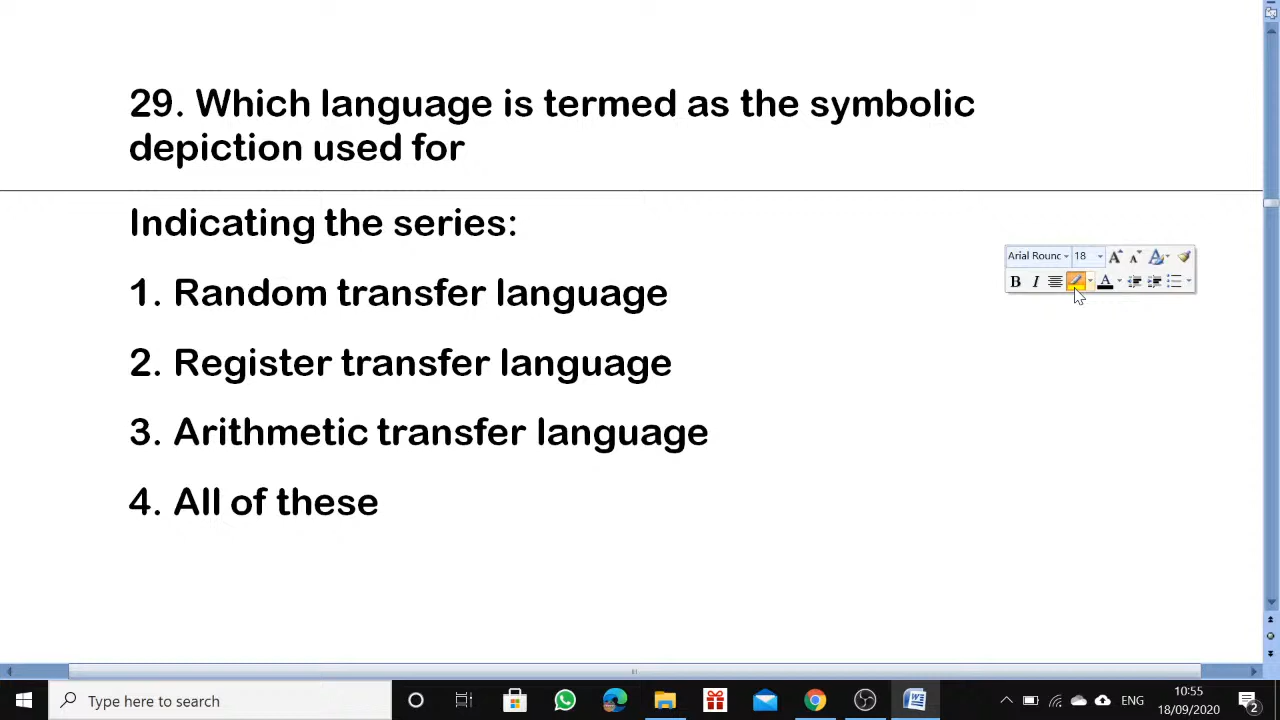 29. Which language is termed as the symbolic
depiction used for
Indicating the series:
Arial Rounc 18
1. Random transfer language
2. Register transfer language
3. Arithmetic transfer language
4. All of these
Type here to search
ENG
10:55
18/09/2020
2